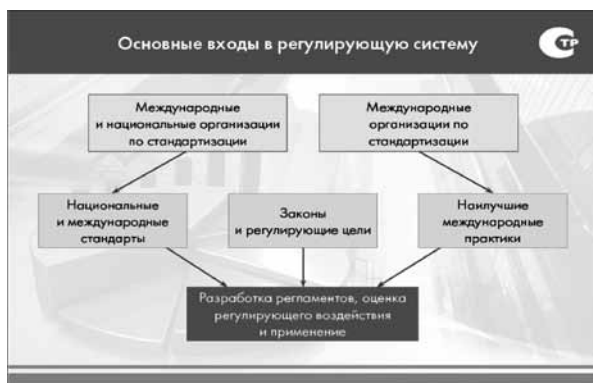 Основные входы в регулирующую систему
СТР
Международные
и национальные организации
по стандартизации
Международные
организации по
стандартизации
Национальные
и международные
стандарты
Законы
и регулирующие цели
Наилучшие
международные
практики
Разработка регламентов, оценка
регулирующего воздействия
и применение